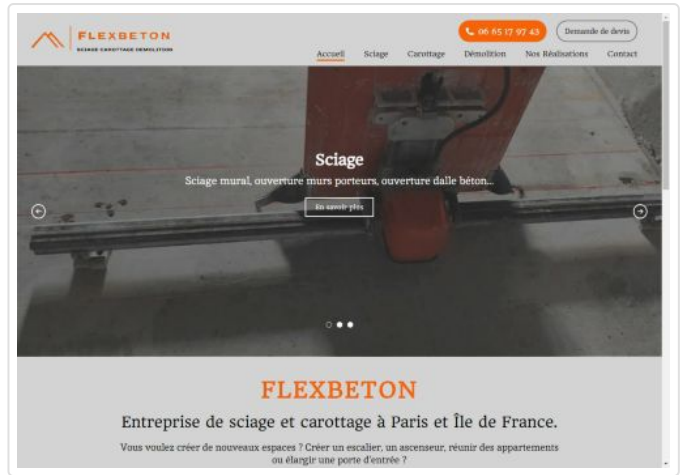 FLEXBETON
SCIAGE CAROTTAGE DEMOLITION
06 65 17 97 43
Demande de devis
Accueil Sciage Carottage Démolition Nos Réalisations Contact
Sciage
Sciage mural, ouverture murs porteurs, ouverture dalle béton...
En savoir plus
FLEXBETON
Entreprise de sciage et carottage à Paris et Île de France.
Vous voulez créer de nouveaux espaces ? Créer un escalier, un ascenseur, réunir des appartements
ou élargir une porte d'entrée ?